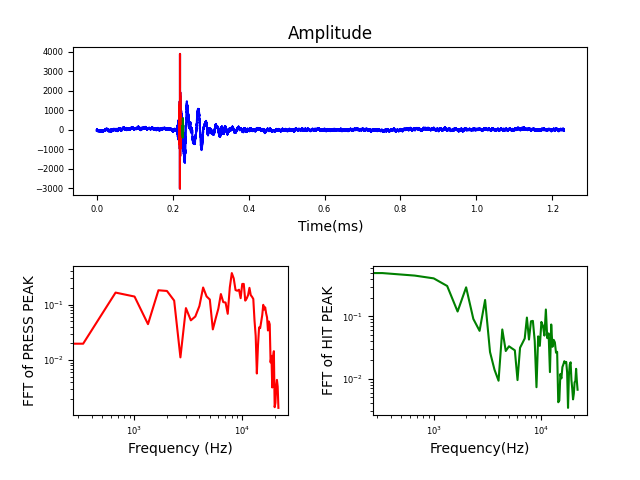 Amplitude
4000
3000
2000
1000
0
−1000
−2000
−3000
0.0 0.2 0.4 0.6 0.8 1.0 1.2
Time(ms)
FFT of PRESS PEAK
10⁻¹
10⁻²
10³ 10⁴
Frequency (Hz)
FFT of HIT PEAK
10⁻¹
10⁻²
10³ 10⁴
Frequency(Hz)